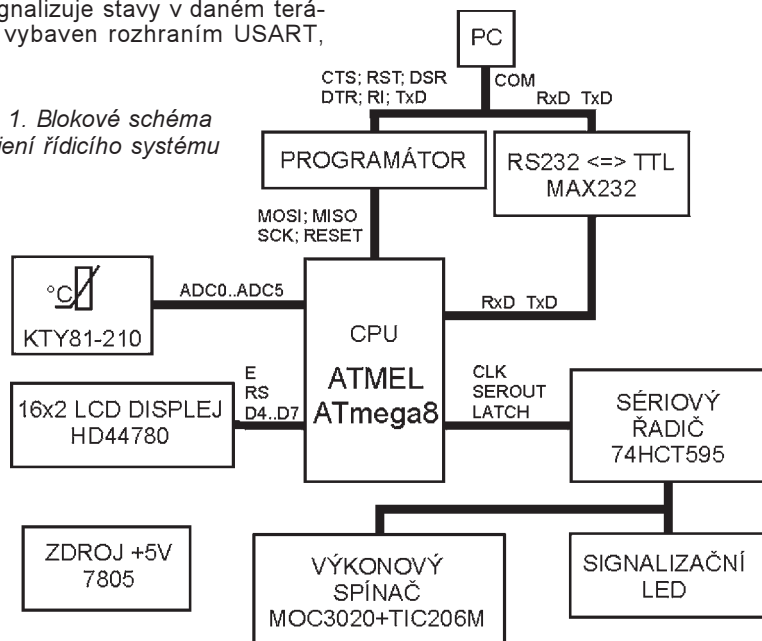 gnalizuje stavy v daném terá-
vybaven rozhraním USART,
1. Blokové schéma
jení řídicího systému
PC
CTS; RST; DSR
DTR; RI; TxD
COM
RxD TxD
PROGRAMÁTOR
RS232 <=> TTL
MAX232
MOSI; MISO
SCK; RESET
°C
KTY81-210
ADC0..ADC5
CPU
ATMEL
ATmega8
RxD TxD
16x2 LCD DISPLEJ
HD44780
E
RS
D4..D7
CLK
SEROUT
LATCH
SÉRIOVÝ
ŘADIČ
74HCT595
ZDROJ +5V
7805
VÝKONOVÝ
SPÍNAČ
MOC3020+TIC206M
SIGNALIZAČNÍ
LED